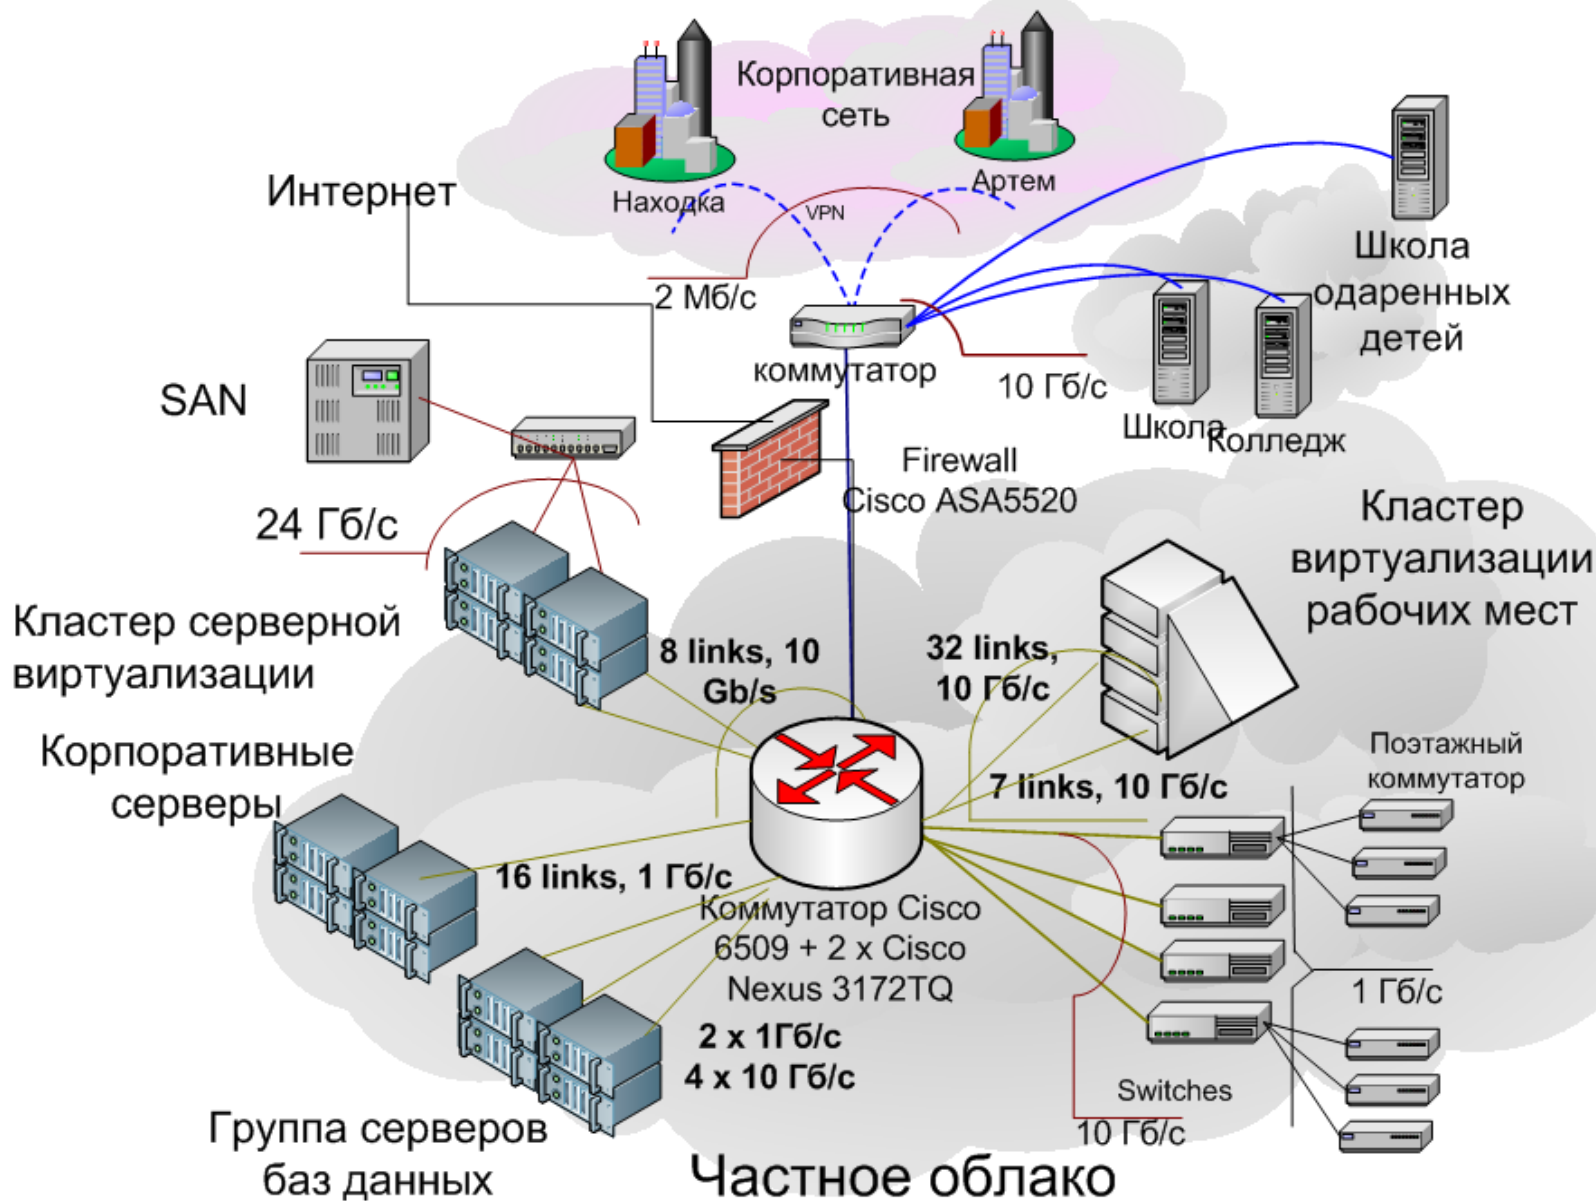 Корпоративная
сеть
Находка
Артем
VPN
Интернет
2 Мб/с
Школа
одаренных
детей
коммутатор
10 Гб/с
Школа
Колледж
SAN
Firewall
Cisco ASA5520
24 Гб/с
Кластер
виртуализации
рабочих мест
Кластер серверной
виртуализации
8 links, 10
Gb/s
32 links,
10 Гб/с
Корпоративные
серверы
7 links, 10 Гб/с
Поэтажный
коммутатор
16 links, 1 Гб/с
Коммутатор Cisco
6509 + 2 x Cisco
Nexus 3172TQ
1 Гб/с
2 x 1Гб/с
4 x 10 Гб/с
Switches
10 Гб/с
Группа серверов
баз данных
Частное облако